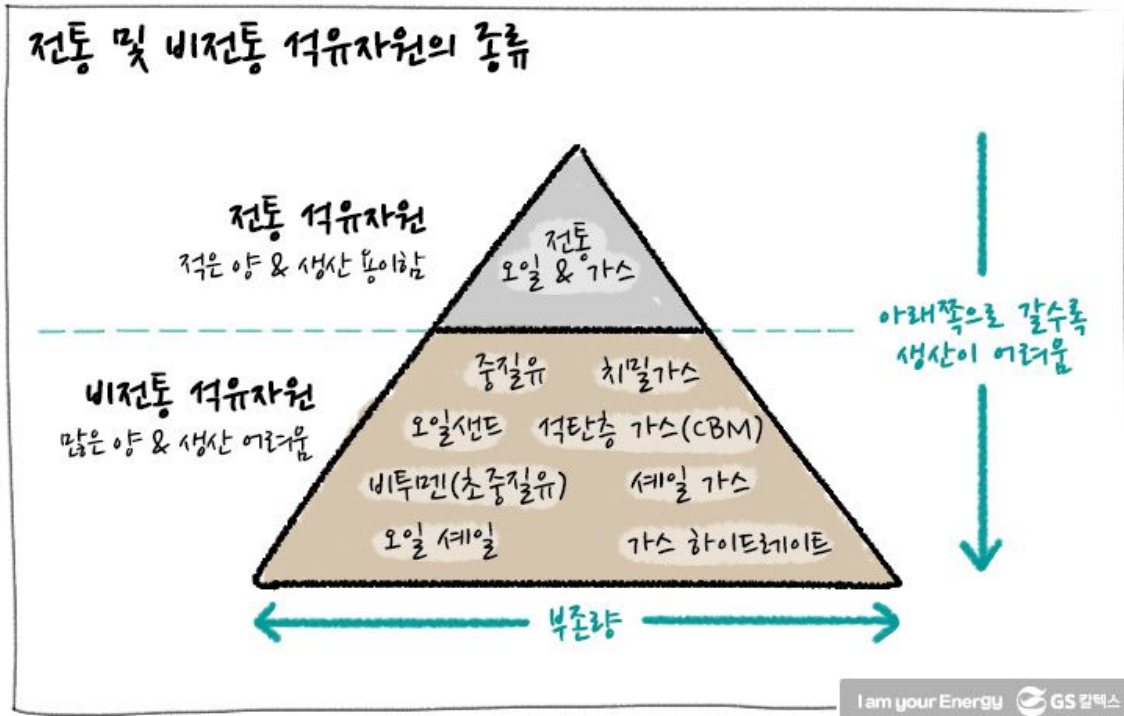 전통 및 비전통 석유자원의 종류
전통 석유자원
적은 양 & 생산 용이함
전통
오일 & 가스
아래쪽으로 갈수록
생산이 어려움
비전통 석유자원
많은 양 & 생산 어려움
중질유 치밀가스
오일샌드 석탄층 가스(CBM)
비투멘(초중질유) 셰일 가스
오일 셰일 가스 하이드레이트
부존량
I am your Energy GS칼텍스